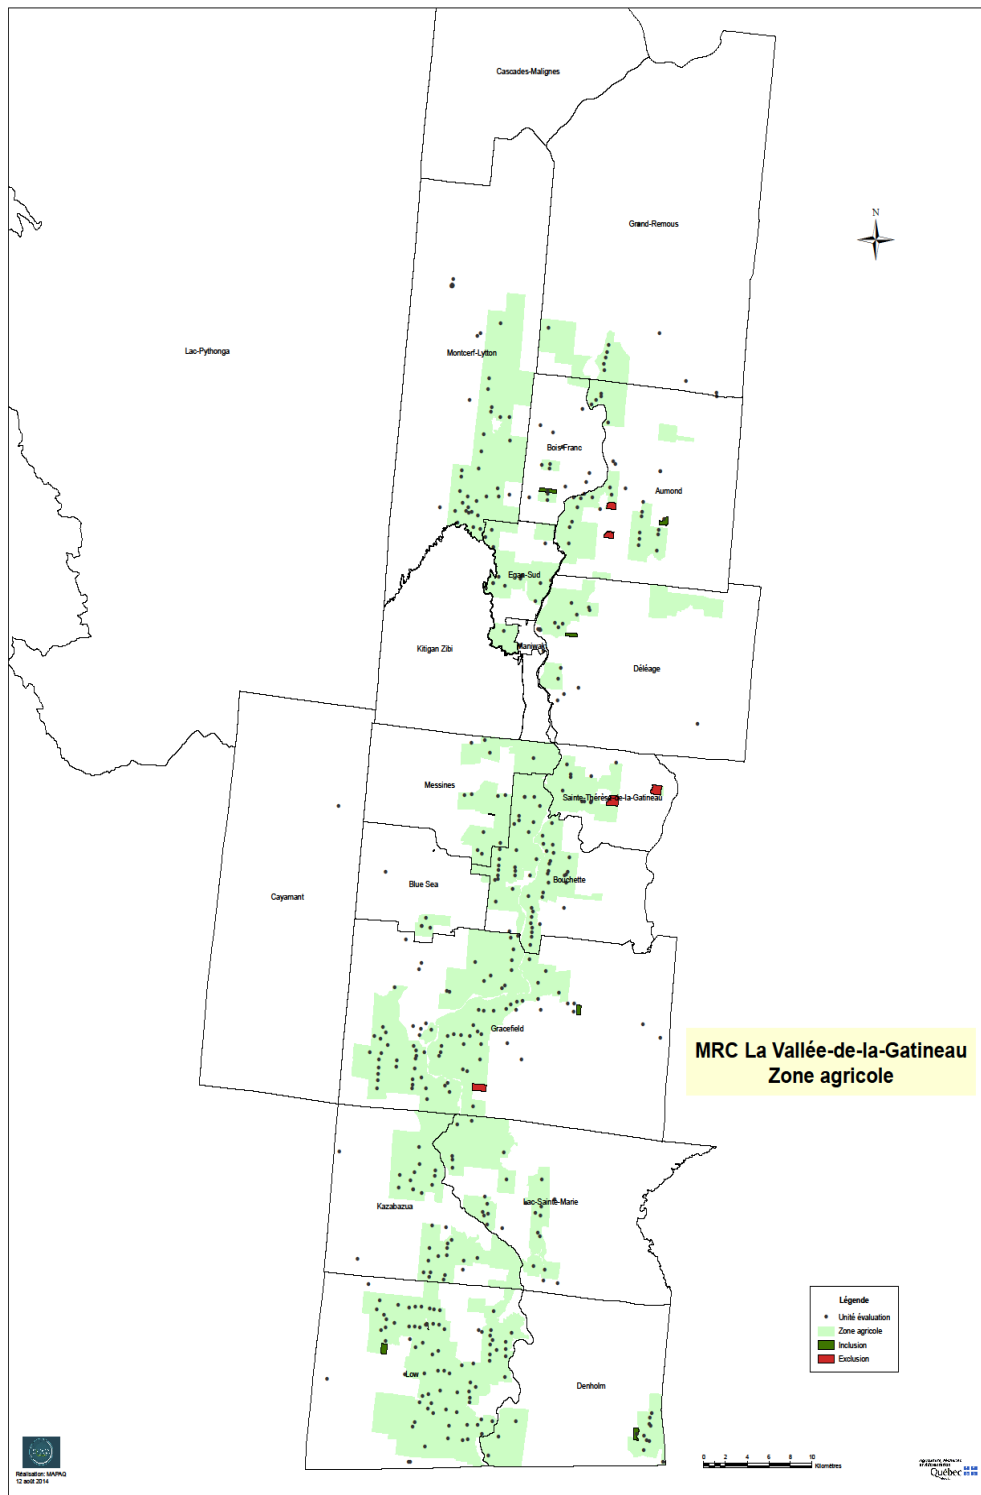 Cascades-Malignes
Grand-Remous
N
Lac-Pythonga
Montcerf-Lytton
Bois-Franc
Aumond
Egan-Sud
Kitigan Zibi
Maniwaki
Déléage
Messines
Sainte-Thérèse-de-la-Gatineau
Blue Sea
Bouchette
Cayamant
Gracefield
MRC La Vallée-de-la-Gatineau
Zone agricole
Kazabazua
Lac-Sainte-Marie
Légende
Unité évaluation
Zone agricole
Inclusion
Exclusion
Low
Denholm
0 2 4 6 8 10
Kilomètres
Réalisation: MAPAQ
12 août 2014
Québec